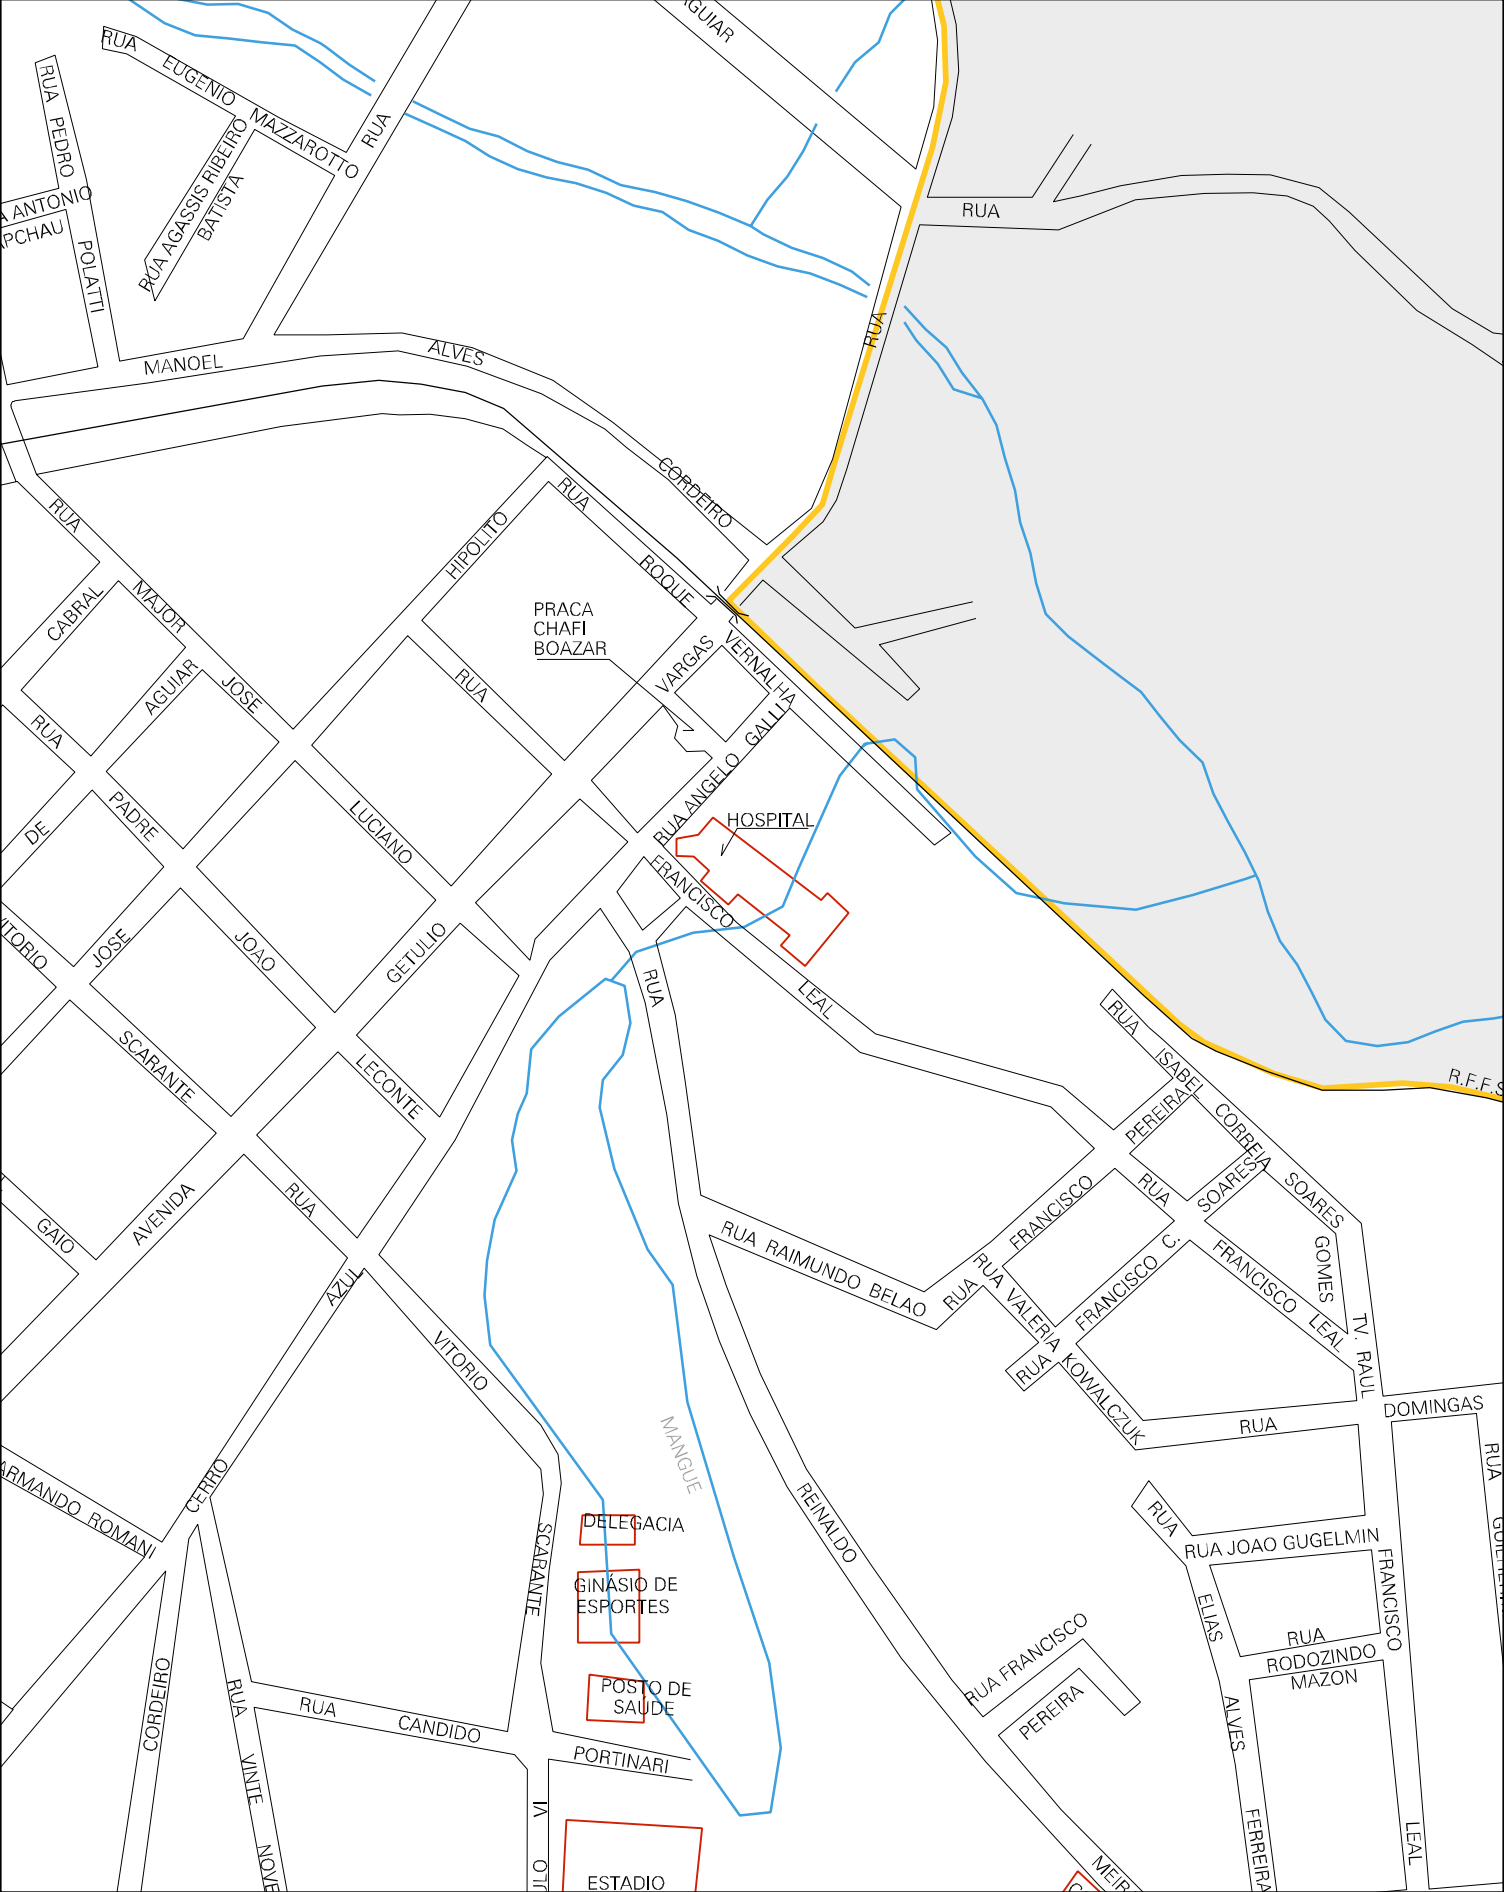 RUA
EUGENIO
MAZZAROTTO
RUA
AGUIAR
RUA
PEDRO
POLATTI
ANTONIO
RUA AGASSIS RIBEIRO
BATISTA
RUA
RUA
MANOEL
ALVES
CORDEIRO
RUA
MAJOR
JOSE
HIPOLITO
RUA
ROQUE
VERNALHA
CABRAL
AGUIAR
RUA
PRACA
CHAFI
BOAZAR
VARGAS
RUA ANGELO GALLI
RUA
PADRE
JOAO
LECONTE
LUCIANO
HOSPITAL
FRANCISCO
LEAL
DE
JOSE
GETULIO
SCARANTE
RUA
RUA
ISABEL
CORREIA
SOARES
R.F.F.S
PEREIRA
SOARES
RUA
FRANCISCO
LEAL
GOMES
TV. RAUL
GAIO
AVENIDA
RUA
VITORIO
SCARANTE
AZUL
CERRO
RUA RAIMUNDO BELAO
RUA
FRANCISCO
RUA VALERIA KOWALCZUK
RUA
FRANCISCO C.
RUA
DOMINGAS
RUA
ARMANDO ROMANI
MANGUE
REINALDO
DELEGACIA
GINÁSIO DE
ESPORTES
POSTO DE
SAUDE
RUA
ELIAS
ALVES
FERREIRA
RUA JOAO GUGELMIN
FRANCISCO
LEAL
RUA
RODOZINDO
MAZON
RUA FRANCISCO
PEREIRA
CORDEIRO
RUA
VINTE
NOVE
RUA
CANDIDO
PORTINARI
ESTADIO